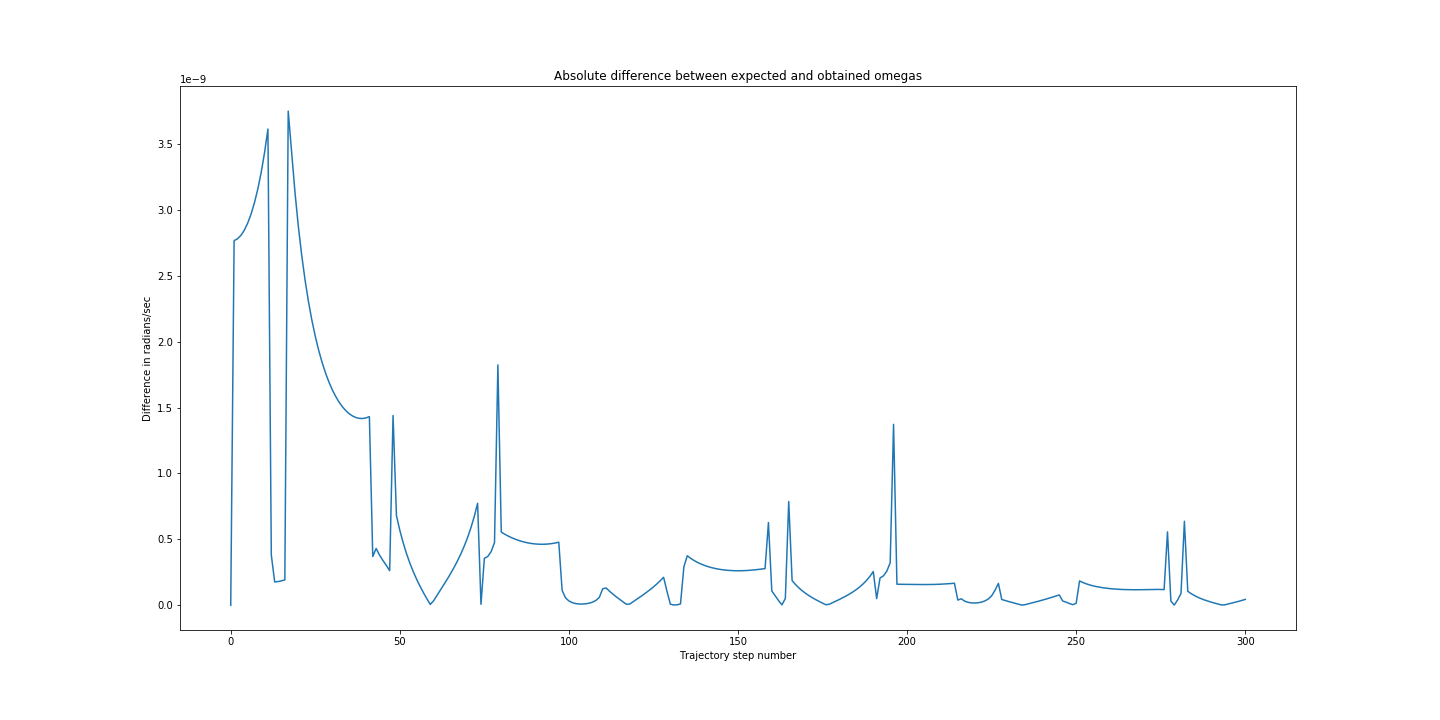 Absolute difference between expected and obtained omegas
1e−9
3.5
3.0
2.5
2.0
1.5
1.0
0.5
0.0
Difference in radians/sec
0 50 100 150 200 250 300
Trajectory step number